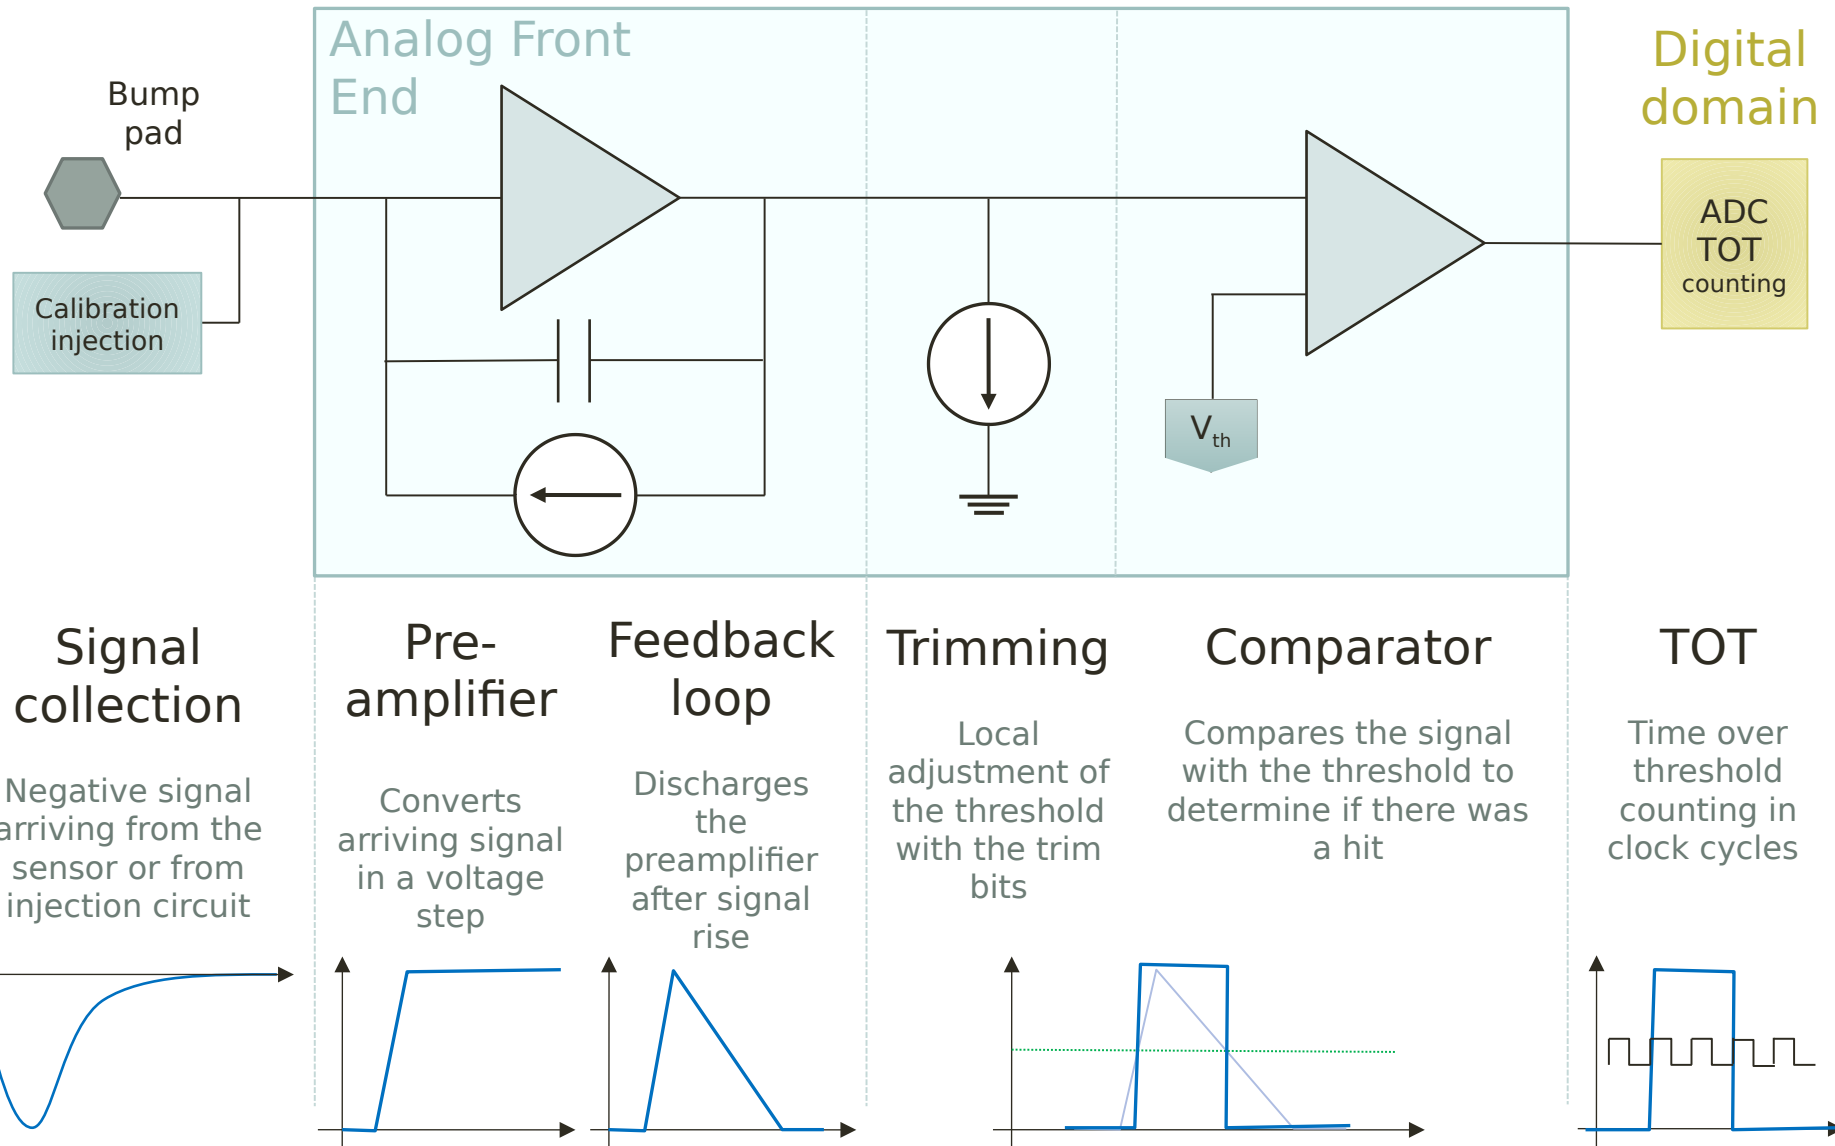 Analog Front
End
Digital
domain
Bump
pad
Calibration
injection
V_th
ADC
TOT
counting
Signal
collection
Negative signal
arriving from the
sensor or from
injection circuit
Pre-
amplifier
Converts
arriving signal
in a voltage
step
Feedback
loop
Discharges
the
preamplifier
after signal
rise
Trimming
Local
adjustment of
the threshold
with the trim
bits
Comparator
Compares the signal
with the threshold to
determine if there was
a hit
TOT
Time over
threshold
counting in
clock cycles